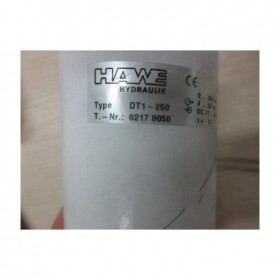 HAWE
HYDRAULIK
CE
Type DT1-250
T.-Nr.: 6217 8050